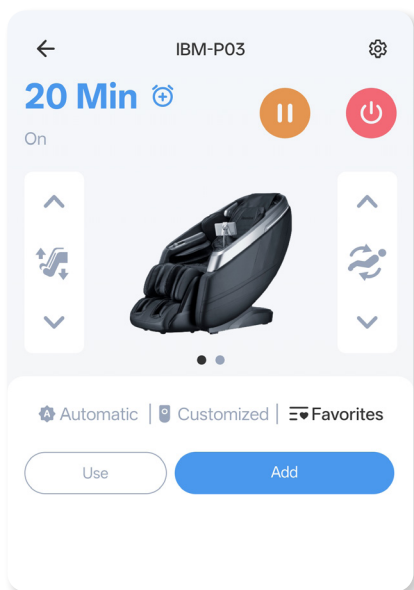 IBM-P03
20 Min
On
Automatic
Customized
Favorites
Use
Add